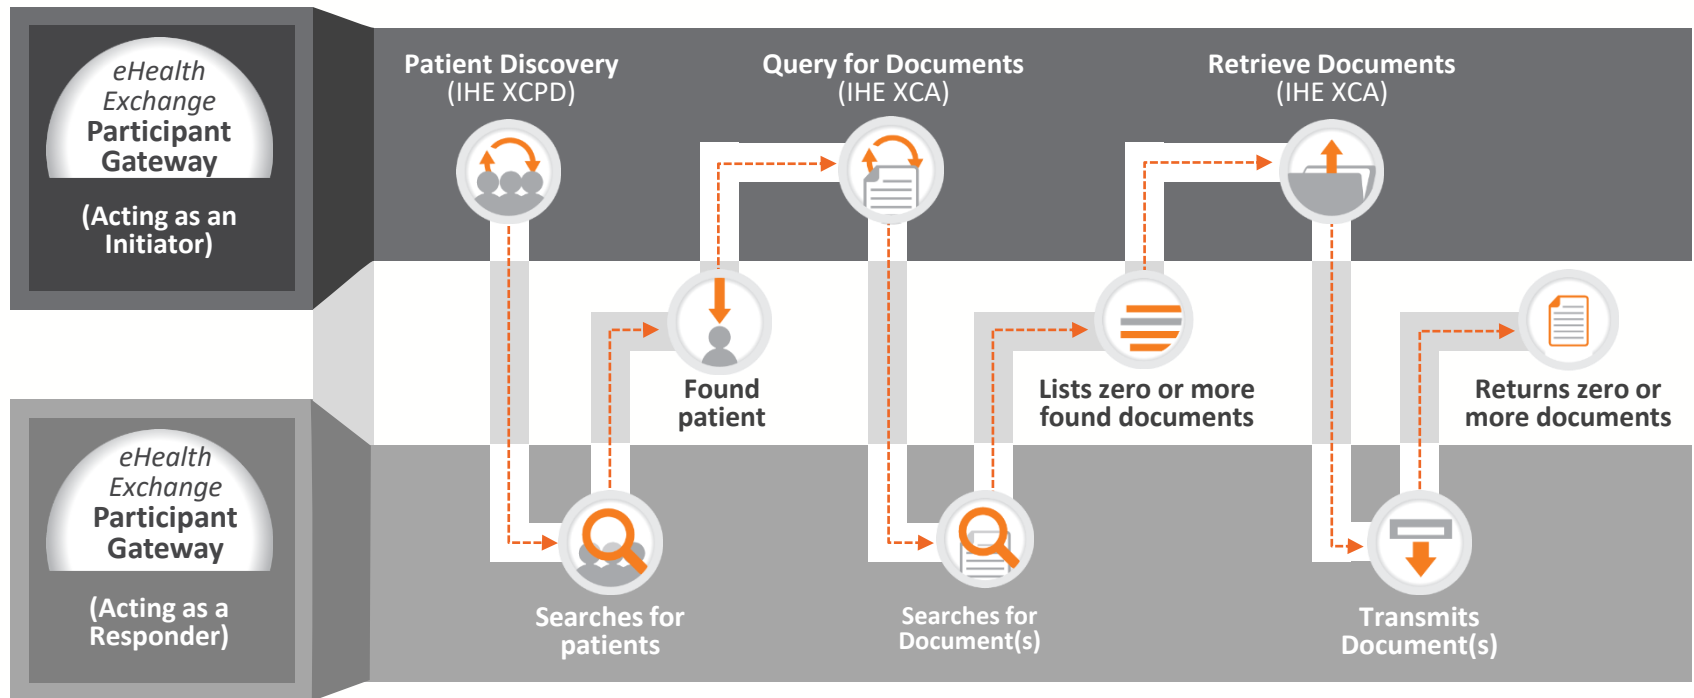 eHealth
Exchange
Participant
Gateway
(Acting as an
Initiator)
Patient Discovery
(IHE XCPD)
Query for Documents
(IHE XCA)
Retrieve Documents
(IHE XCA)
Found
patient
Lists zero or more
found documents
Returns zero or
more documents
eHealth
Exchange
Participant
Gateway
(Acting as a
Responder)
Searches for
patients
Searches for
Document(s)
Transmits
Document(s)